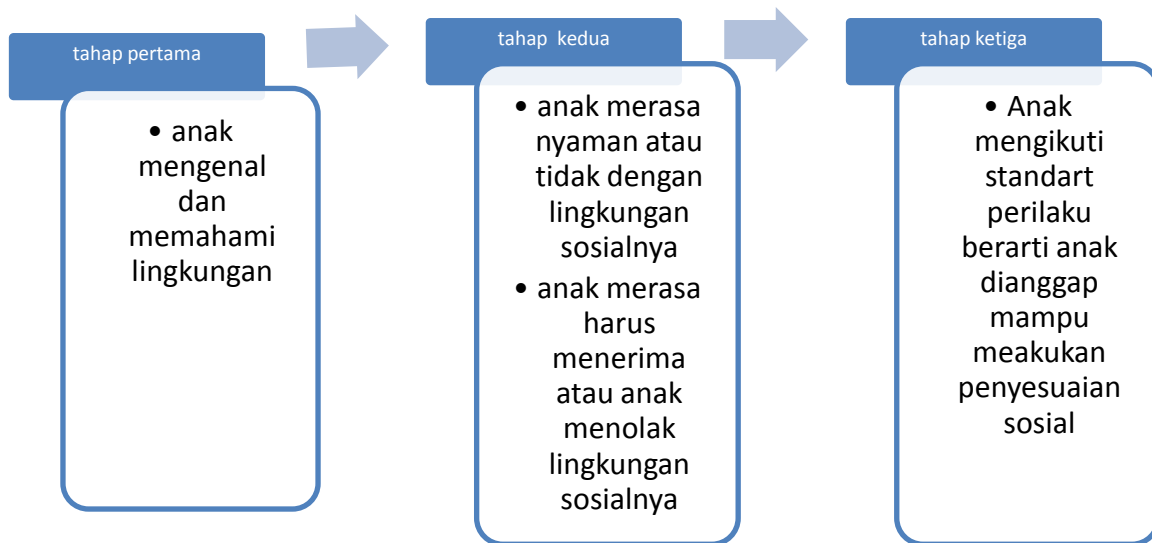 tahap pertama
• anak
mengenal
dan
memahami
lingkungan
tahap kedua
• anak merasa
nyaman atau
tidak dengan
lingkungan
sosialnya
• anak merasa
harus
menerima
atau anak
menolak
lingkungan
sosialnya
tahap ketiga
• Anak
mengikuti
standart
perilaku
berarti anak
dianggap
mampu
meakukan
penyesuaian
sosial